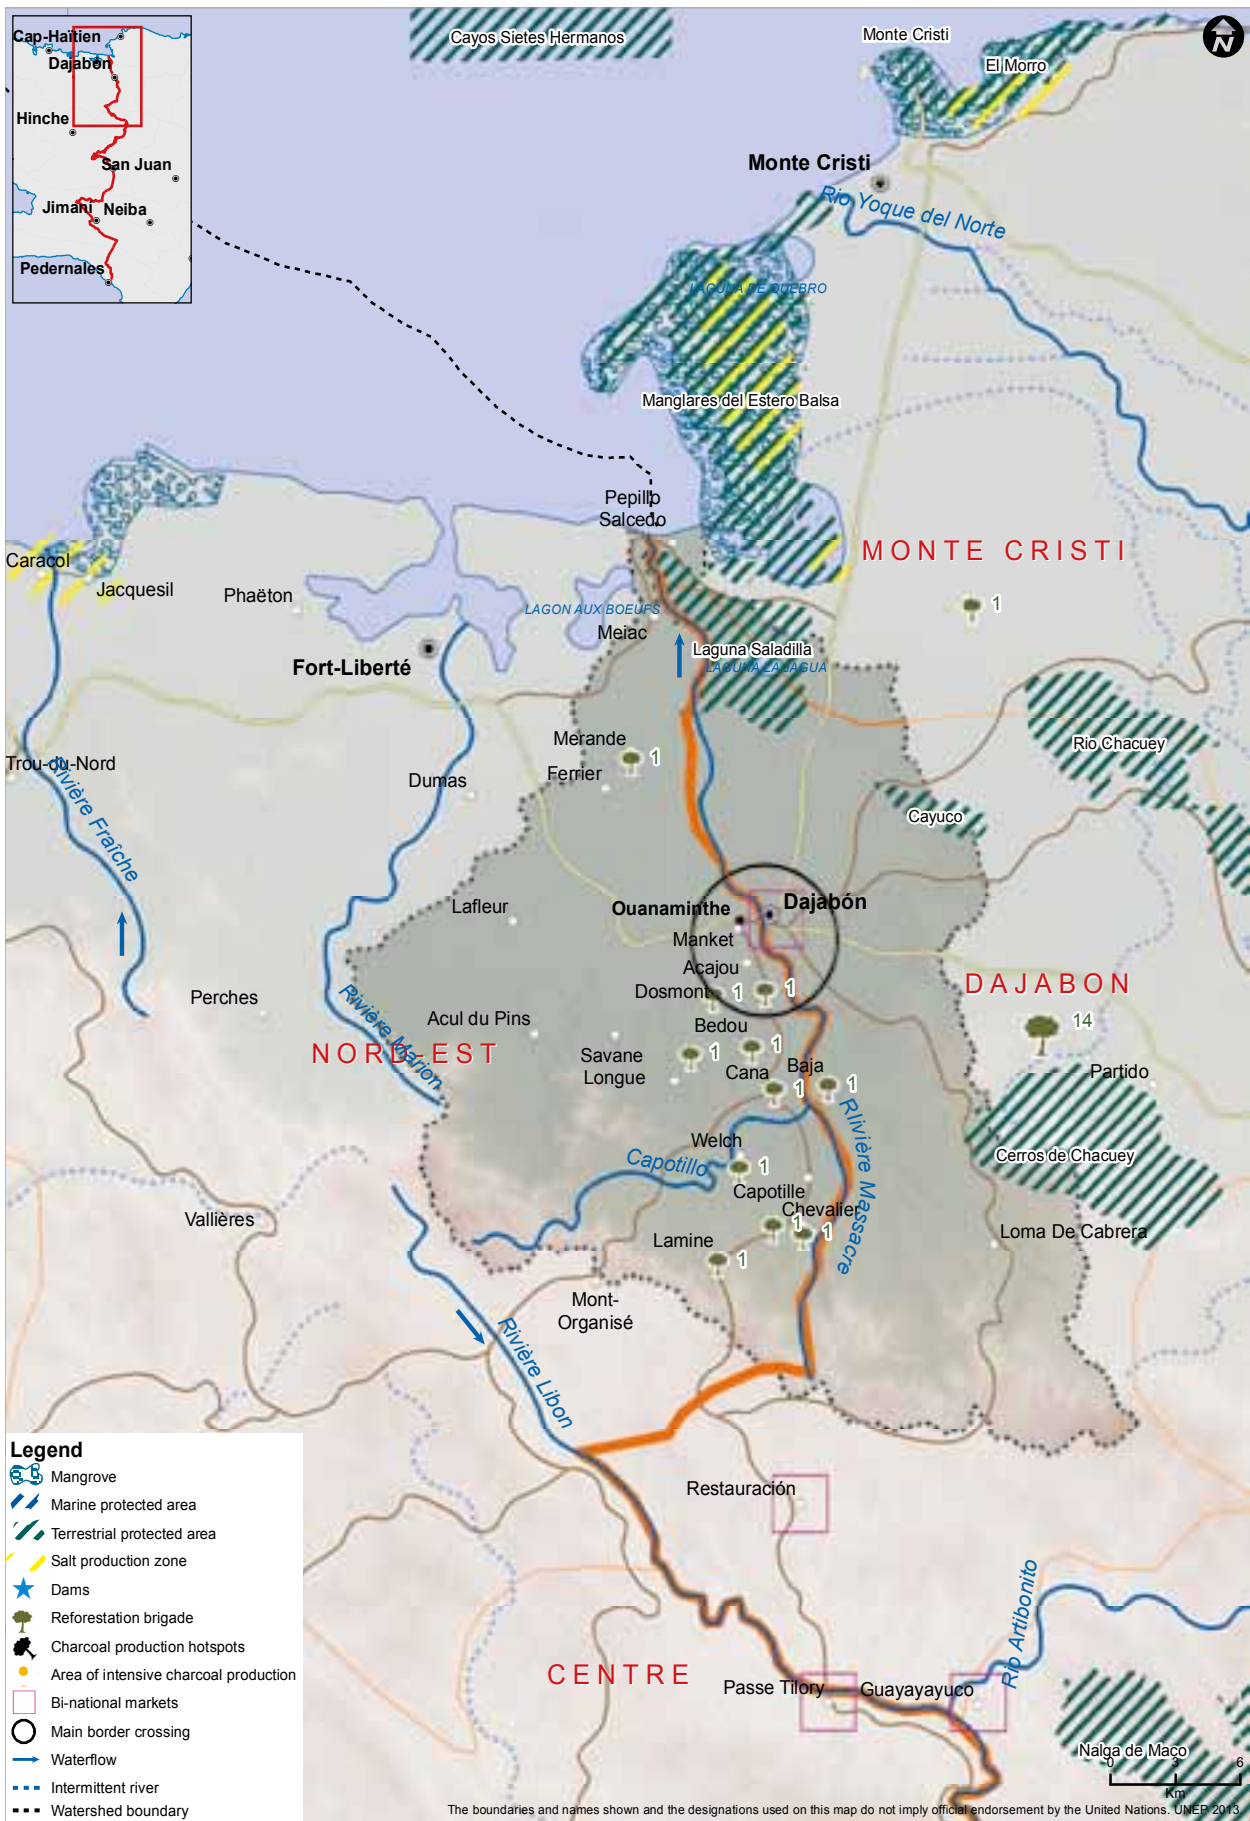 Cap-Haïtien
Dajabón
Hinche
San Juan
Jimani
Neiba
Pedernales
Cayos Sietes Hermanos
Monte Cristi
El Morro
N
Monte Cristi
Rio Yoque del Norte
LAGUNA DE QUEBRO
Manglares del Estero Balsa
Pepillo
Salcedo
MONTE CRISTI
Caracol
Jacquesil
Phaëton
LAGON AUX BOEUFS
Meiac
1
Fort-Liberté
Laguna Saladilla
LAGUNA LA JAGUA
Merande
1
Rio Chacuey
Trou-du-Nord
Ferrier
Dumas
Rivière Fraîche
Cayuco
Lafleur
Ouanaminthe
Dajabón
Manket
Acajou
DAJABON
Perches
Dosmont
1
1
14
Rivière Marion
Acul du Pins
Bedou
NORD-EST
Savane
Longue
1
1
Cana
Baja
Partido
1
1
Rlivière Massacre
Welch
Capotillo
1
Cerros de Chacuey
Capotille
Vallières
Chevalier
1
1
Lamine
1
Loma De Cabrera
Mont-
Organisé
Rivière Libon
Restauración
Rio Artibonito
CENTRE
Passe Tilory
Guayayayuco
Nalga de Maco
0 3 6
Km
Legend
Mangrove
Marine protected area
Terrestrial protected area
Salt production zone
Dams
Reforestation brigade
Charcoal production hotspots
Area of intensive charcoal production
Bi-national markets
Main border crossing
Waterflow
Intermittent river
Watershed boundary
The boundaries and names shown and the designations used on this map do not imply official endorsement by the United Nations. UNEP 2013.